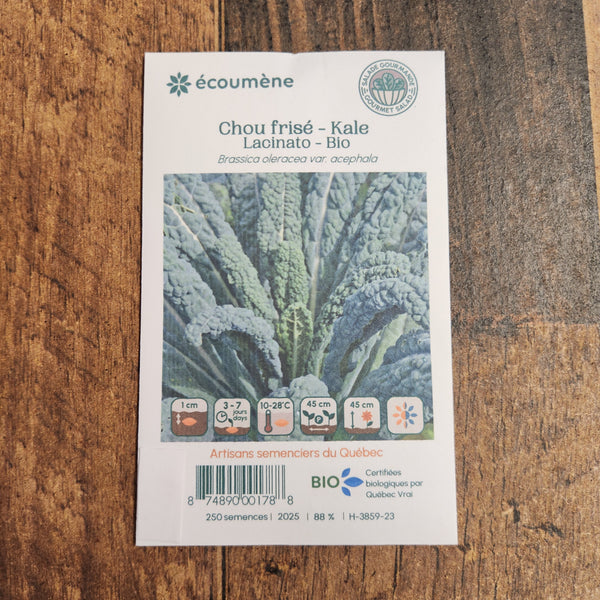 écoumène
SALADE GOURMANDE
GOURMET SALAD
Chou frisé - Kale
Lacinato - Bio
Brassica oleracea var. acephala
1 cm
3 - 7
jours
days
10-28°C
45 cm
P
45 cm
Artisans semenciers du Québec
8 74890 00178 8
BIO
Certifiées
biologiques par
Québec Vrai
250 semences | 2025 | 88 % | H-3859-23